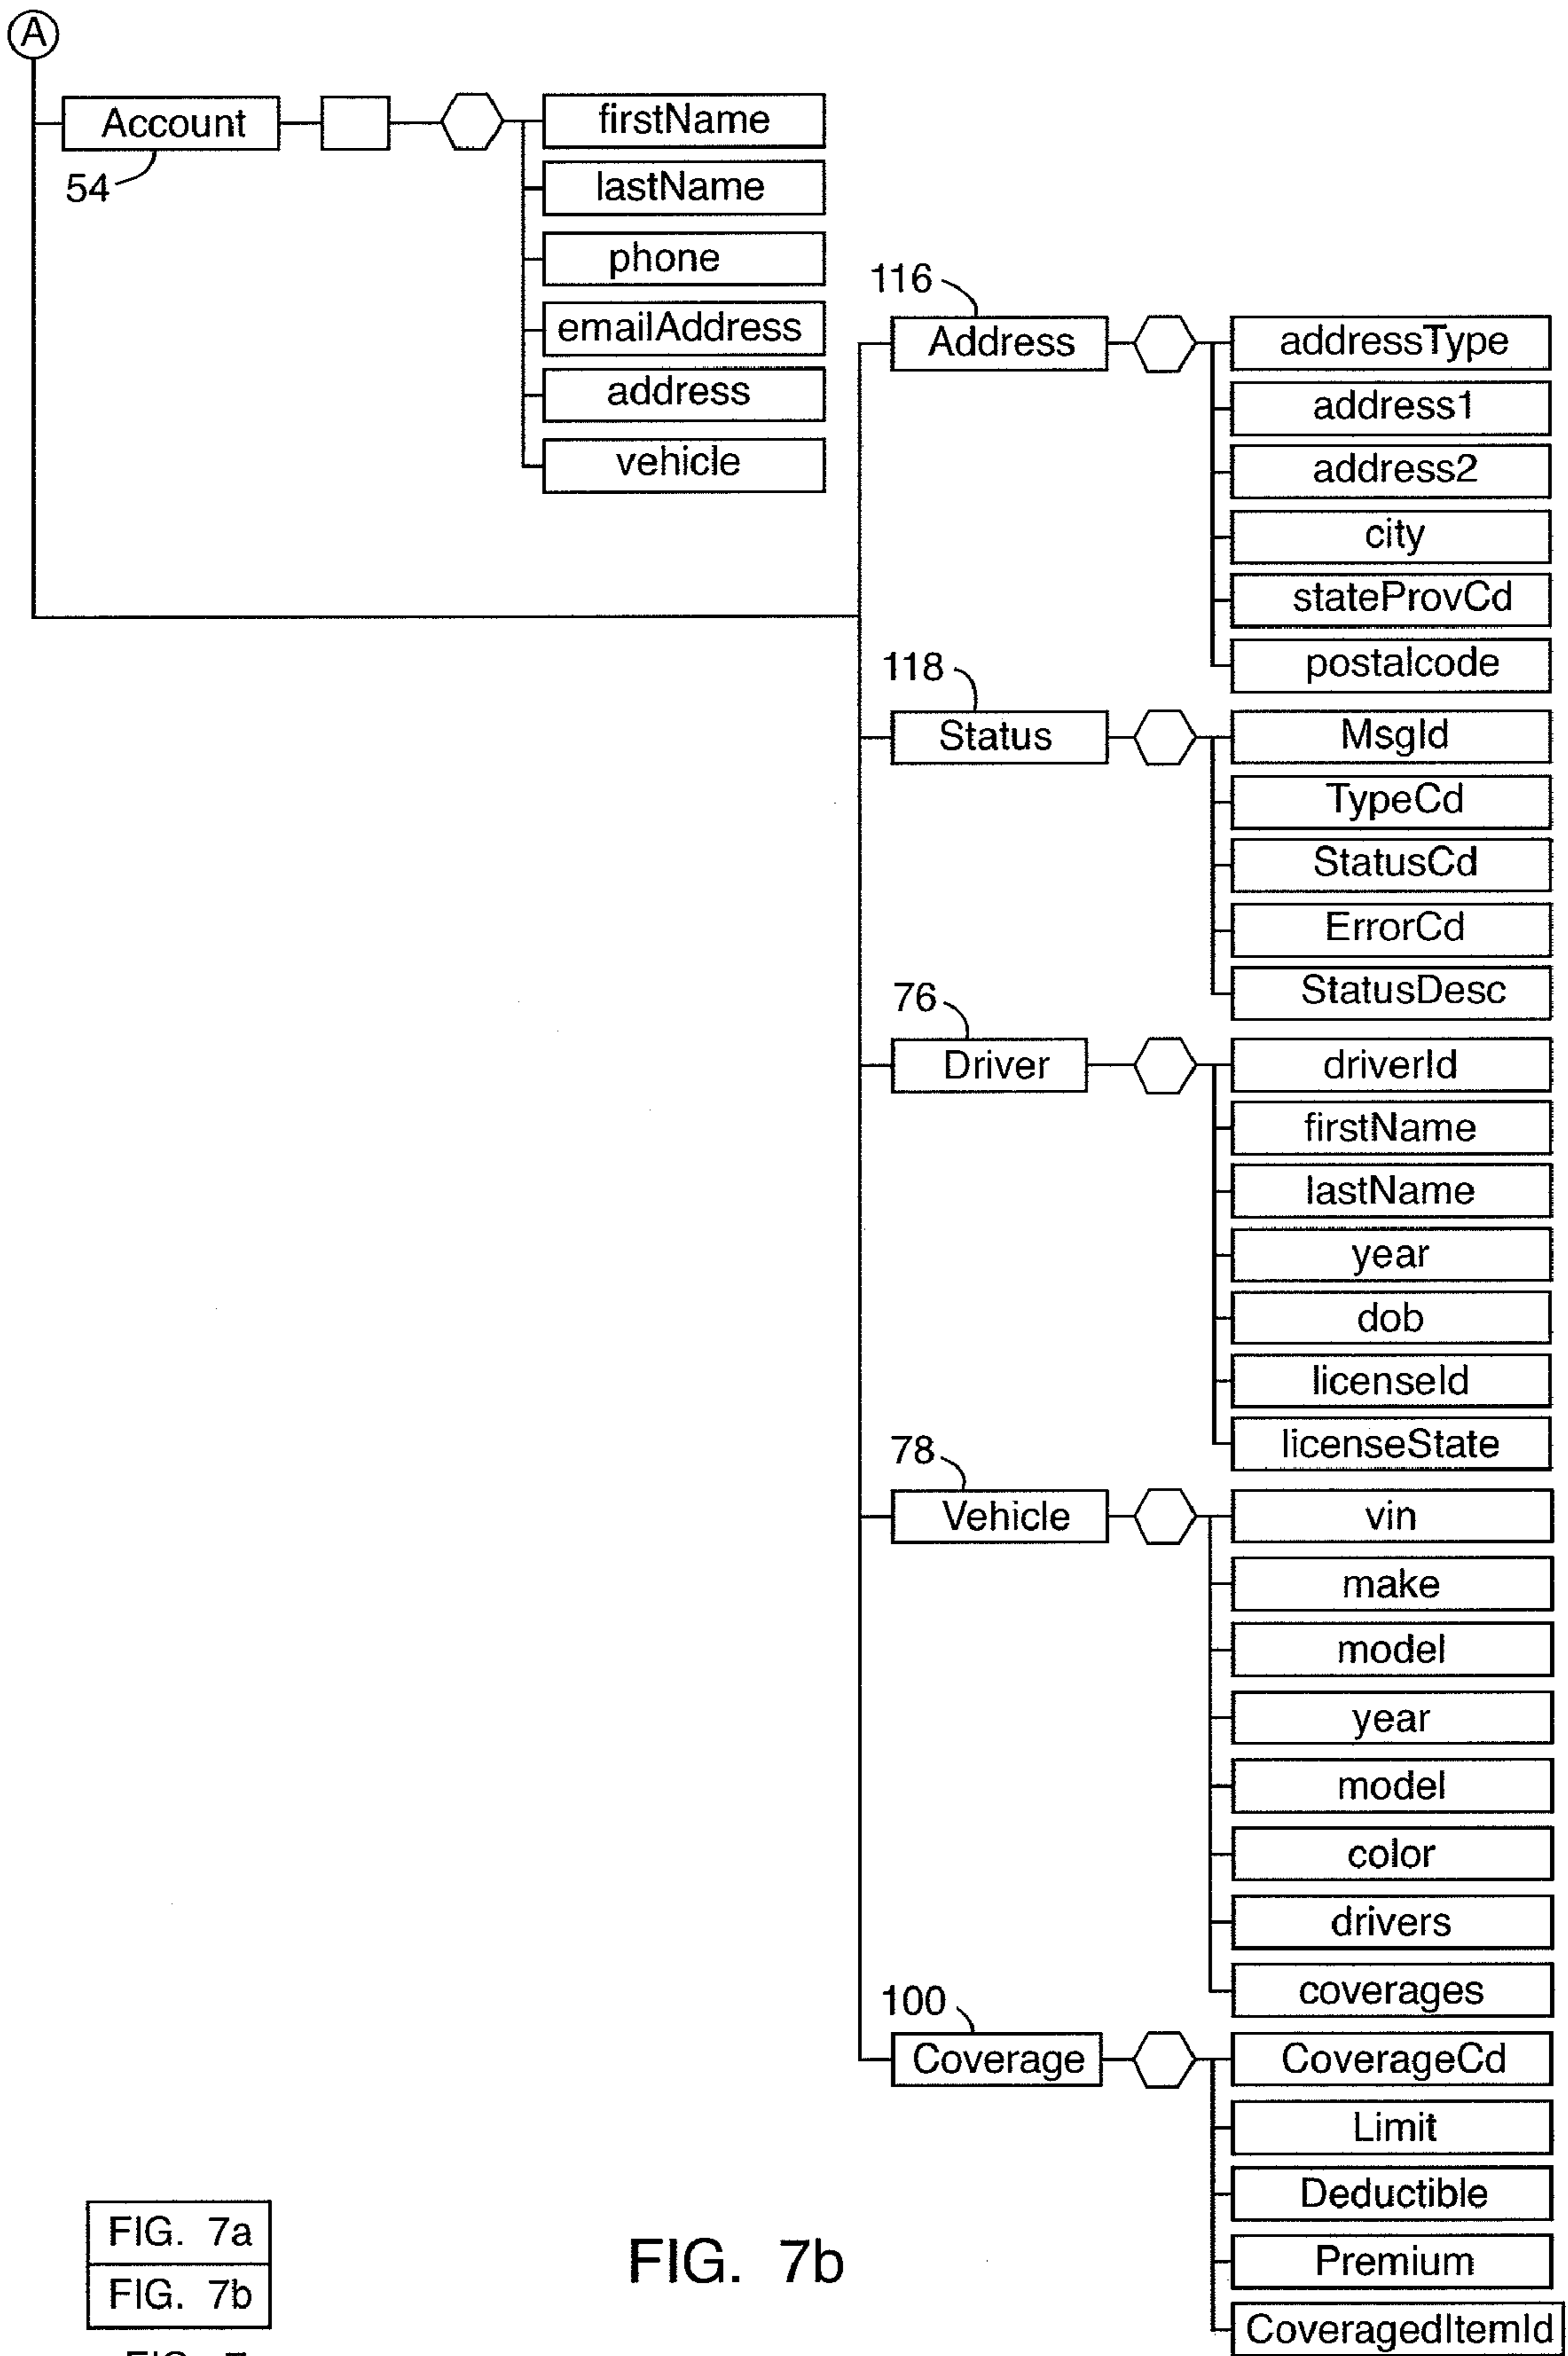 A
Account
54
firstName
lastName
phone
emailAddress
address
vehicle
116
Address
addressType
address1
address2
city
stateProvCd
postalcode
118
Status
MsgId
TypeCd
StatusCd
ErrorCd
StatusDesc
76
Driver
driverId
firstName
lastName
year
dob
licenseId
licenseState
78
Vehicle
vin
make
model
year
model
color
drivers
coverages
100
Coverage
CoverageCd
Limit
Deductible
Premium
CoveragedItemId
FIG. 7a
FIG. 7b
FIG. 7b